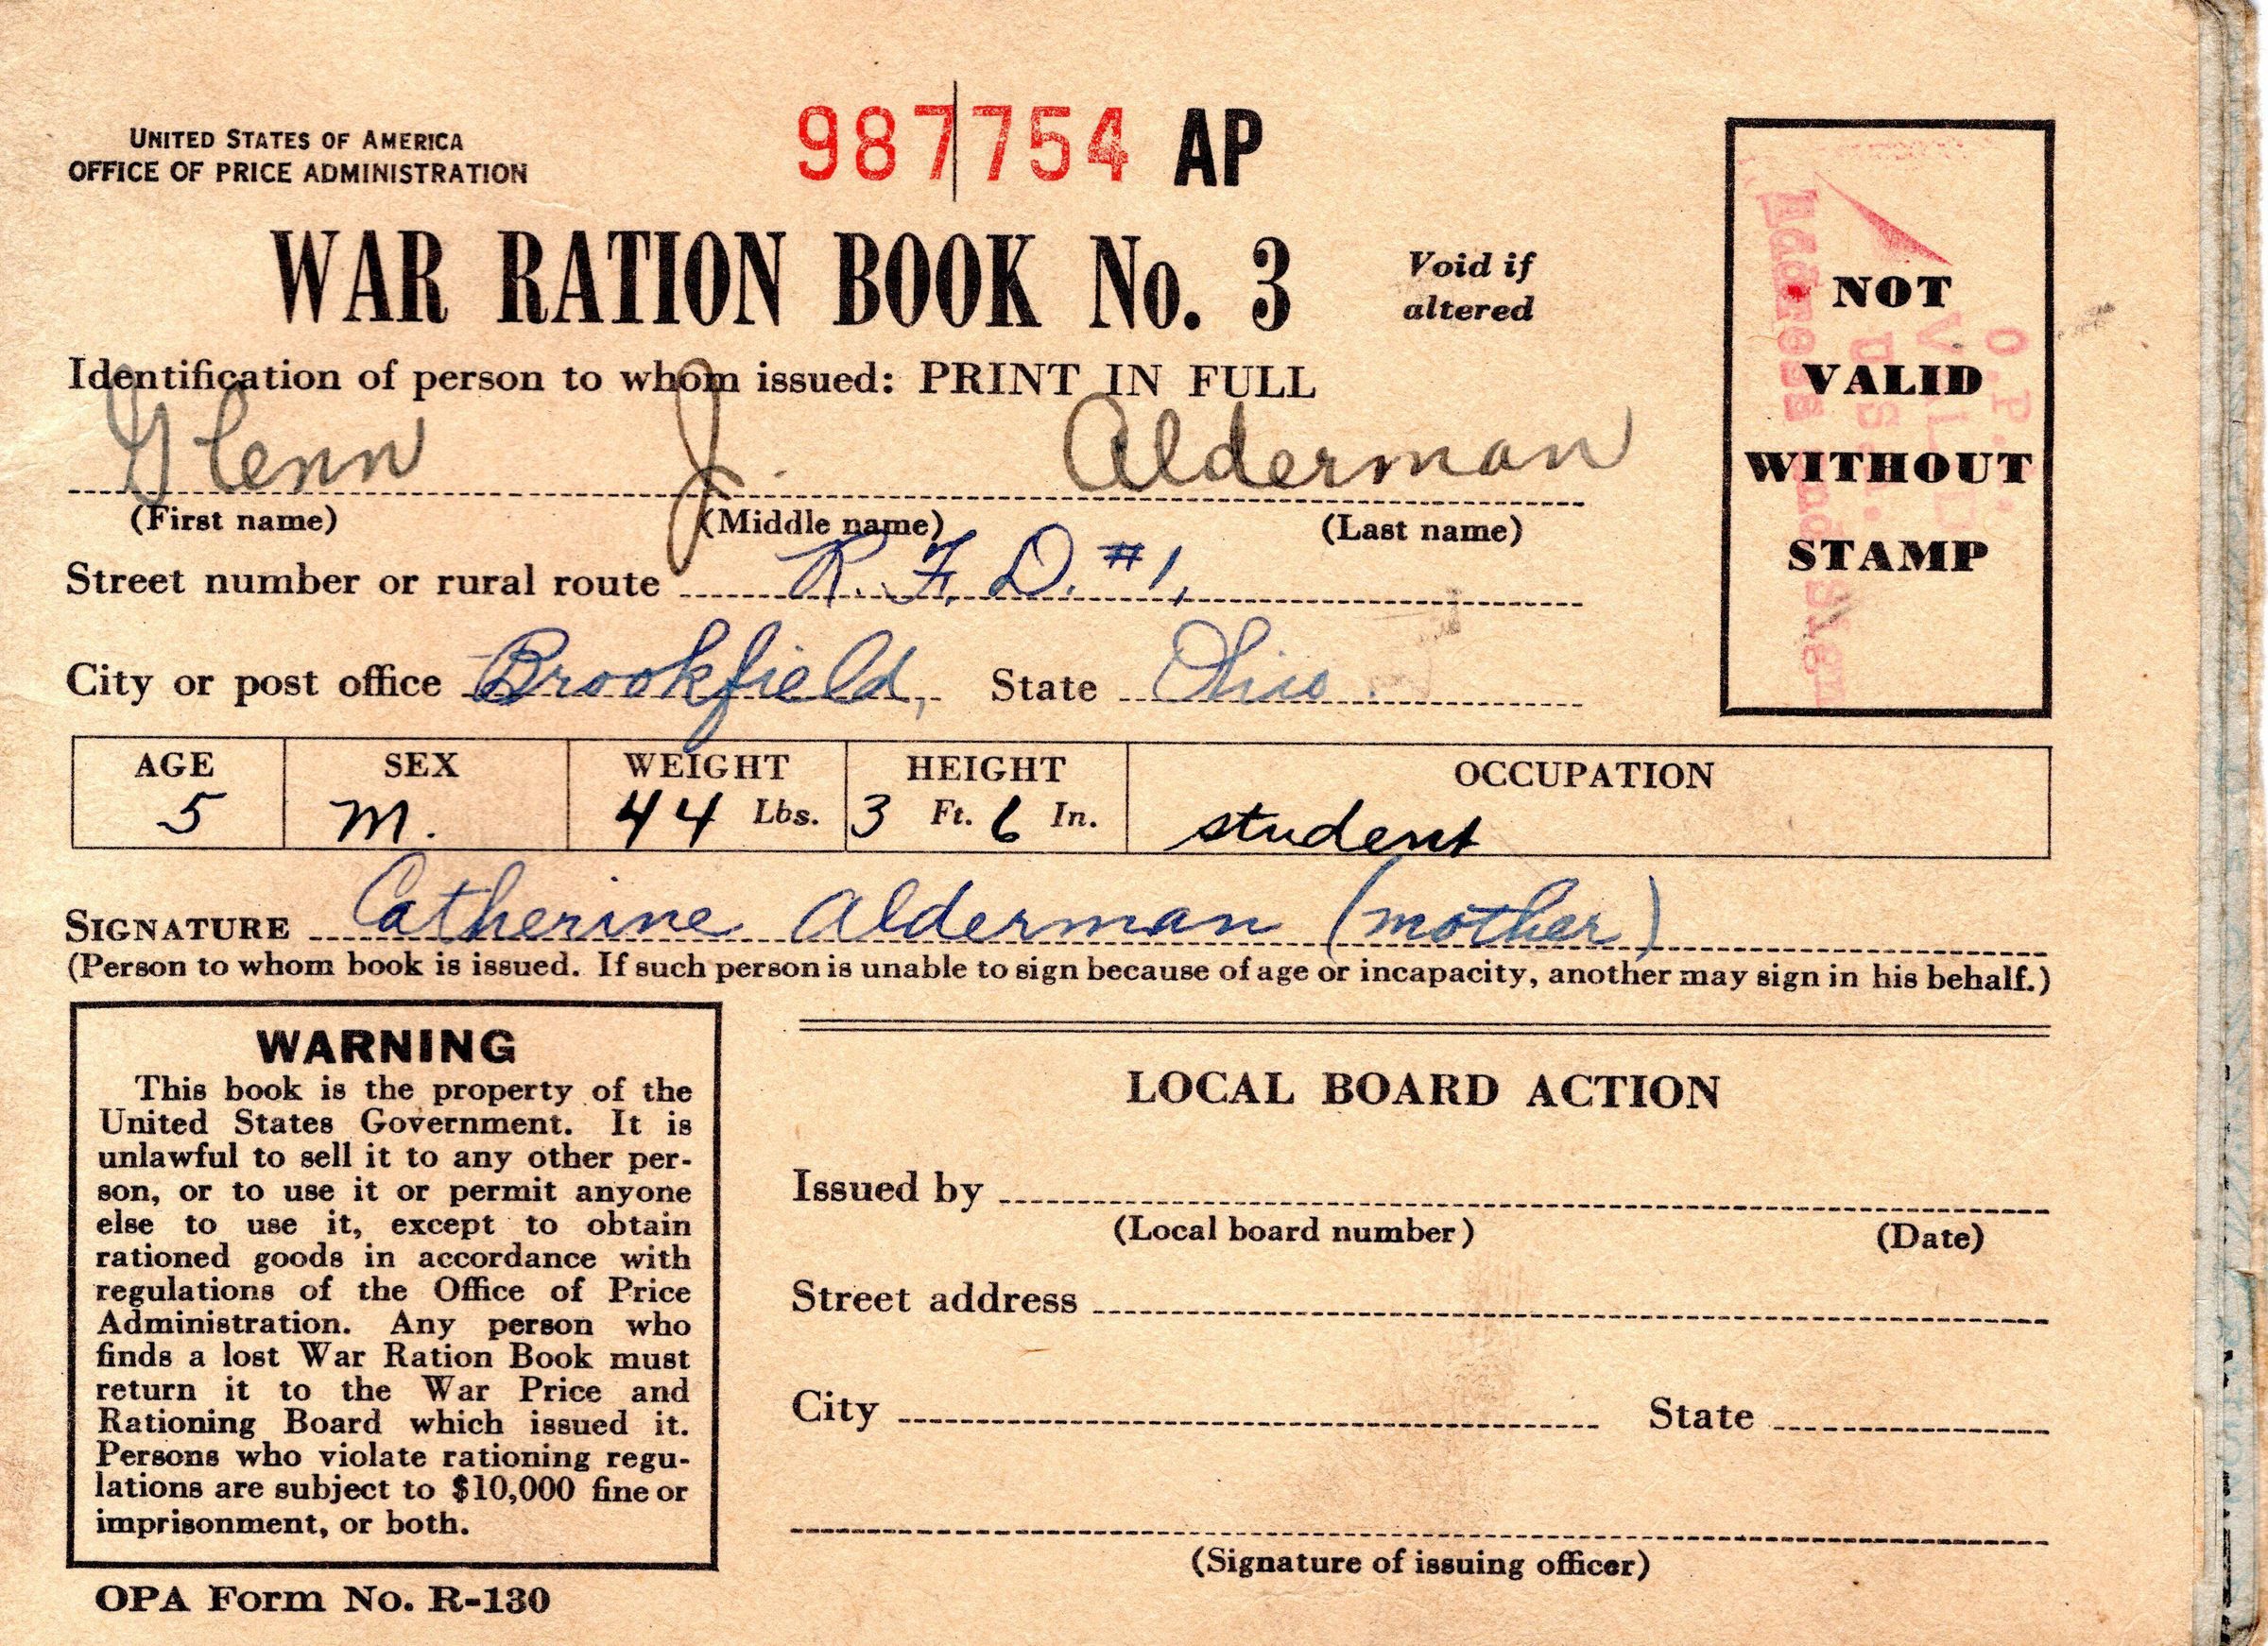 UNITED STATES OF AMERICA
OFFICE OF PRICE ADMINISTRATION
987754 AP
WAR RATION BOOK No. 3
Void if
altered
Identification of person to whom issued: PRINT IN FULL
Glenn J. Alderman
(First name) (Middle name) (Last name)
Street number or rural route R. F. D. #1,
City or post office Brookfield, State Ohio.
NOT
VALID
WITHOUT
STAMP
O.P.
VALID
U.S.
Address and Sign
AGE SEX WEIGHT HEIGHT OCCUPATION
5 M. 44 Lbs. 3 Ft. 6 In. student
SIGNATURE Catherine Alderman (mother)
(Person to whom book is issued. If such person is unable to sign because of age or incapacity, another may sign in his behalf.)
WARNING
This book is the property of the
United States Government. It is
unlawful to sell it to any other per-
son, or to use it or permit anyone
else to use it, except to obtain
rationed goods in accordance with
regulations of the Office of Price
Administration. Any person who
finds a lost War Ration Book must
return it to the War Price and
Rationing Board which issued it.
Persons who violate rationing regu-
lations are subject to $10,000 fine or
imprisonment, or both.
OPA Form No. R-130
LOCAL BOARD ACTION
Issued by
(Local board number) (Date)
Street address
City State
(Signature of issuing officer)